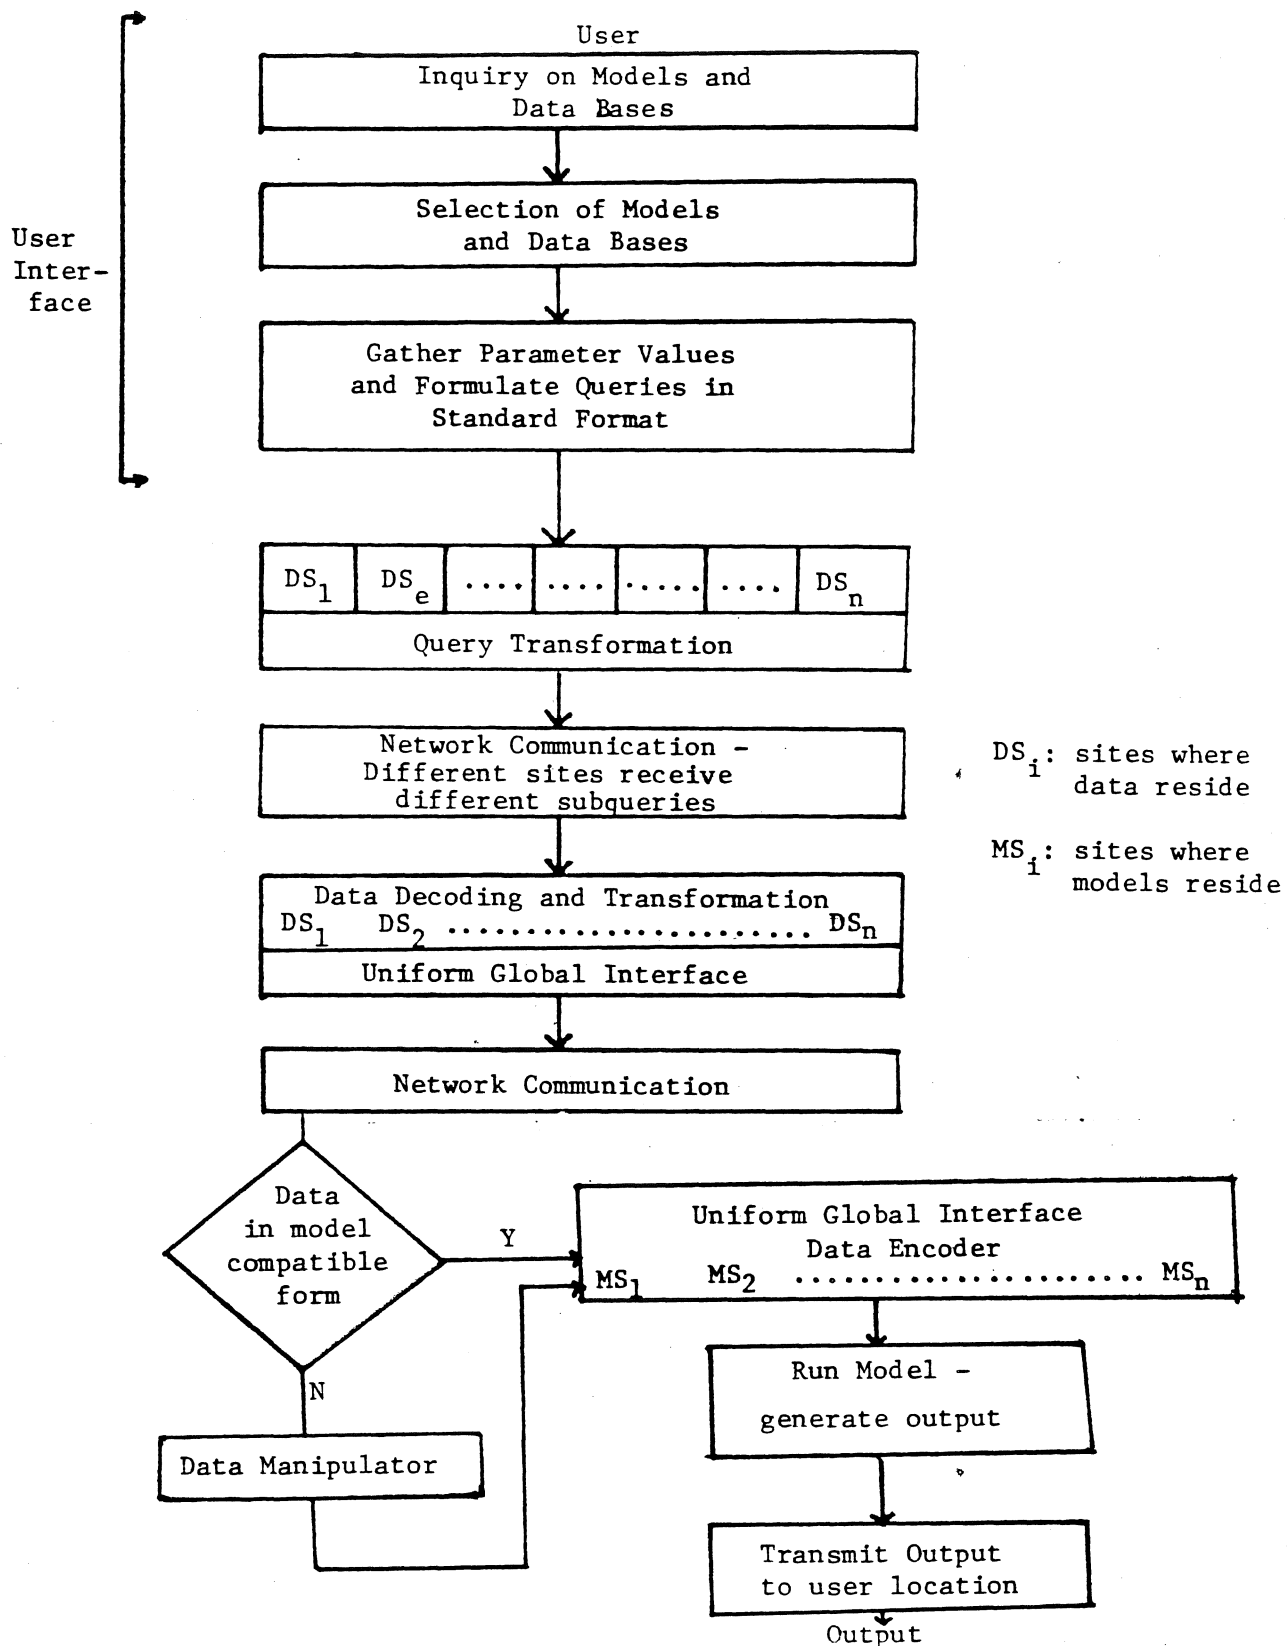 User
Inquiry on Models and
Data Bases
Selection of Models
and Data Bases
User
Inter-
face
Gather Parameter Values
and Formulate Queries in
Standard Format
DS1 DSe .... .... ..... .... DSn
Query Transformation
Network Communication -
Different sites receive
different subqueries
DSi: sites where
data reside
MSi: sites where
models reside
Data Decoding and Transformation
DS1 DS2 ........................ DSn
Uniform Global Interface
Network Communication
Data
in model
compatible
form
Y
N
Data Manipulator
Uniform Global Interface
Data Encoder
MS1 MS2 ...................... MSn
Run Model -
generate output
Transmit Output
to user location
Output